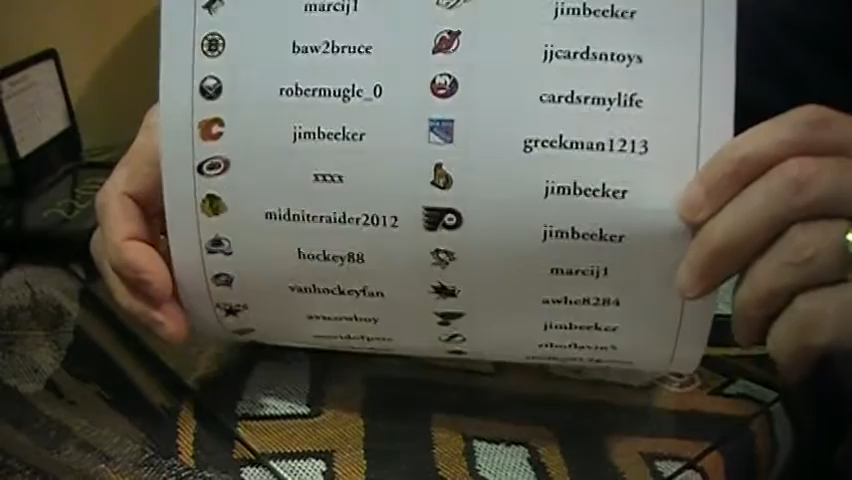 marcij1 jimbeeker
baw2bruce jjcardsntoys
robermugle_0 cardsrmylife
jimbeeker greekman1213
xxxx jimbeeker
midniteraider2012 jimbeeker
hockey88 marcij1
vanhockeyfan awhe8284
jimbeeker